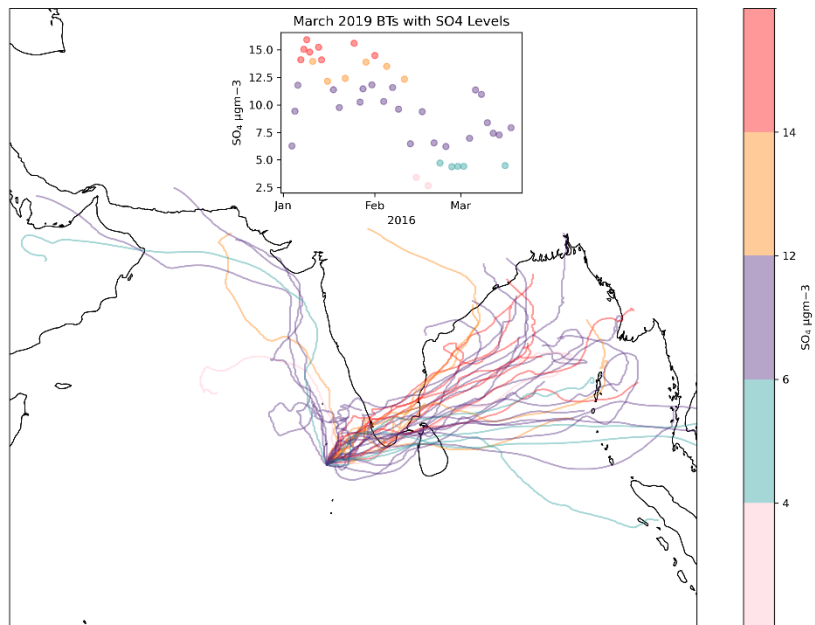 March 2019 BTs with SO4 Levels
SO₄ µgm−3
15.0
12.5
10.0
7.5
5.0
2.5
Jan
Feb
Mar
2016
14
12
6
4
SO₄ µgm−3